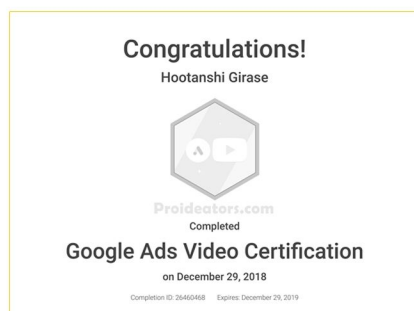 Congratulations!
Hootanshi Girase
Proideators.com
Completed
Google Ads Video Certification
on December 29, 2018
Completion ID: 26460468 Expires: December 29, 2019